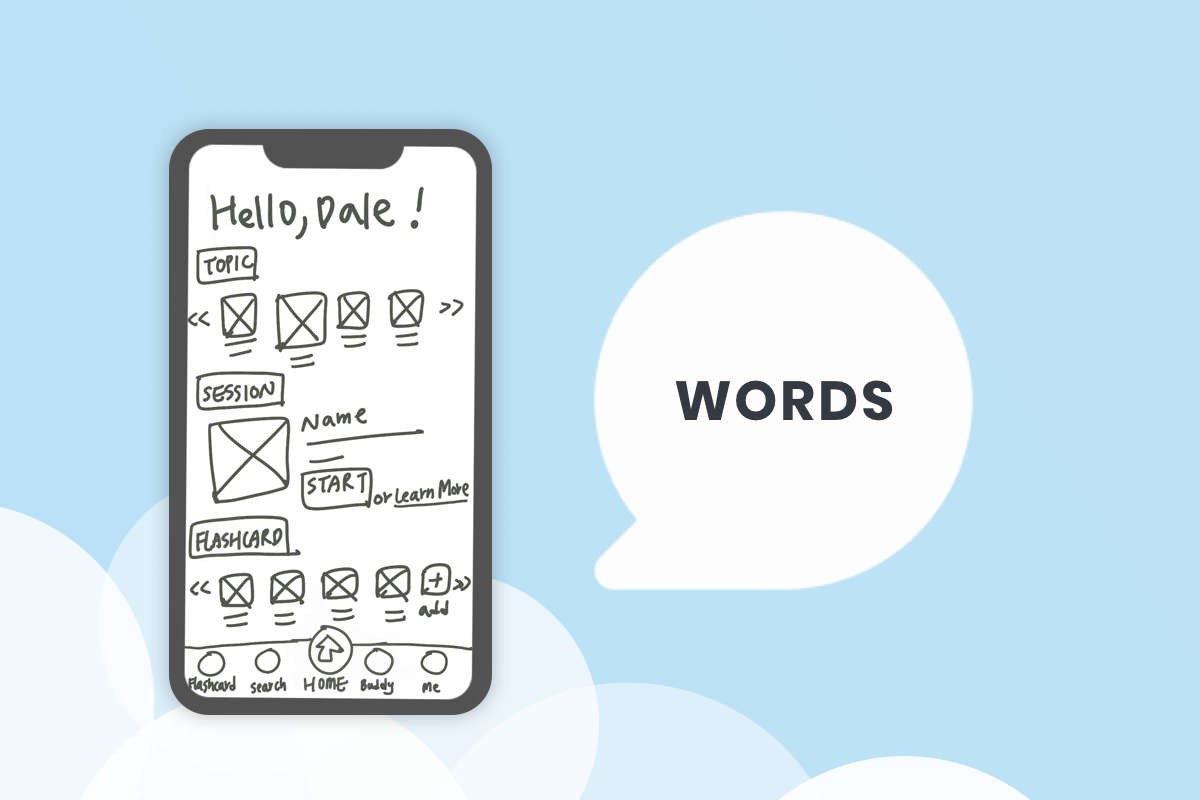 Hello, Dale !
TOPIC
<< >>
SESSION
Name
START or Learn More
FLASHCARD
<< + >>
add
Flashcard search HOME Buddy Me
WORDS